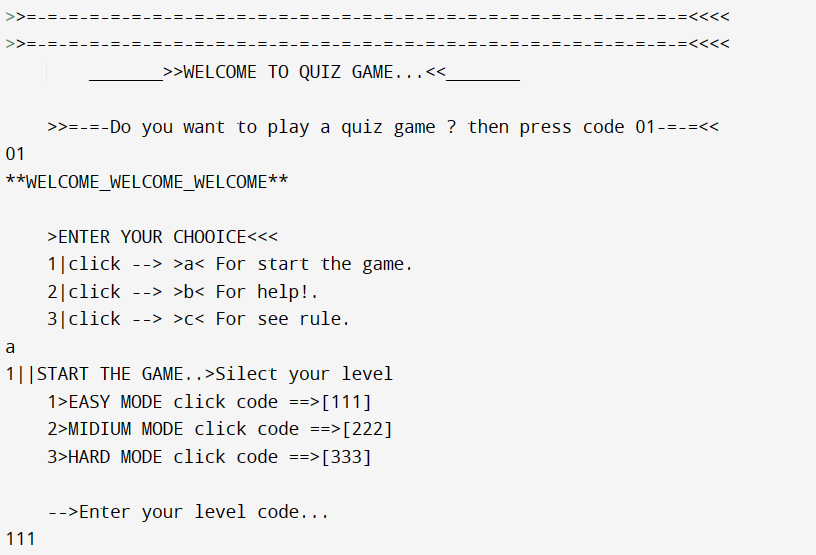 >>=-=-=-=-=-=-=-=-=-=-=-=-=-=-=-=-=-=-=-=-=-=-=-=-=-=-=-=-=-=-=-=<<<<
>>=-=-=-=-=-=-=-=-=-=-=-=-=-=-=-=-=-=-=-=-=-=-=-=-=-=-=-=-=-=-=-=<<<<
_______>>WELCOME TO QUIZ GAME...<<_______
>>=-=-Do you want to play a quiz game ? then press code 01-=-=<<
01
**WELCOME_WELCOME_WELCOME**
>ENTER YOUR CHOOICE<<<
1|click --> >a< For start the game.
2|click --> >b< For help!.
3|click --> >c< For see rule.
a
1||START THE GAME..>Silect your level
1>EASY MODE click code ==>[111]
2>MIDIUM MODE click code ==>[222]
3>HARD MODE click code ==>[333]
-->Enter your level code...
111